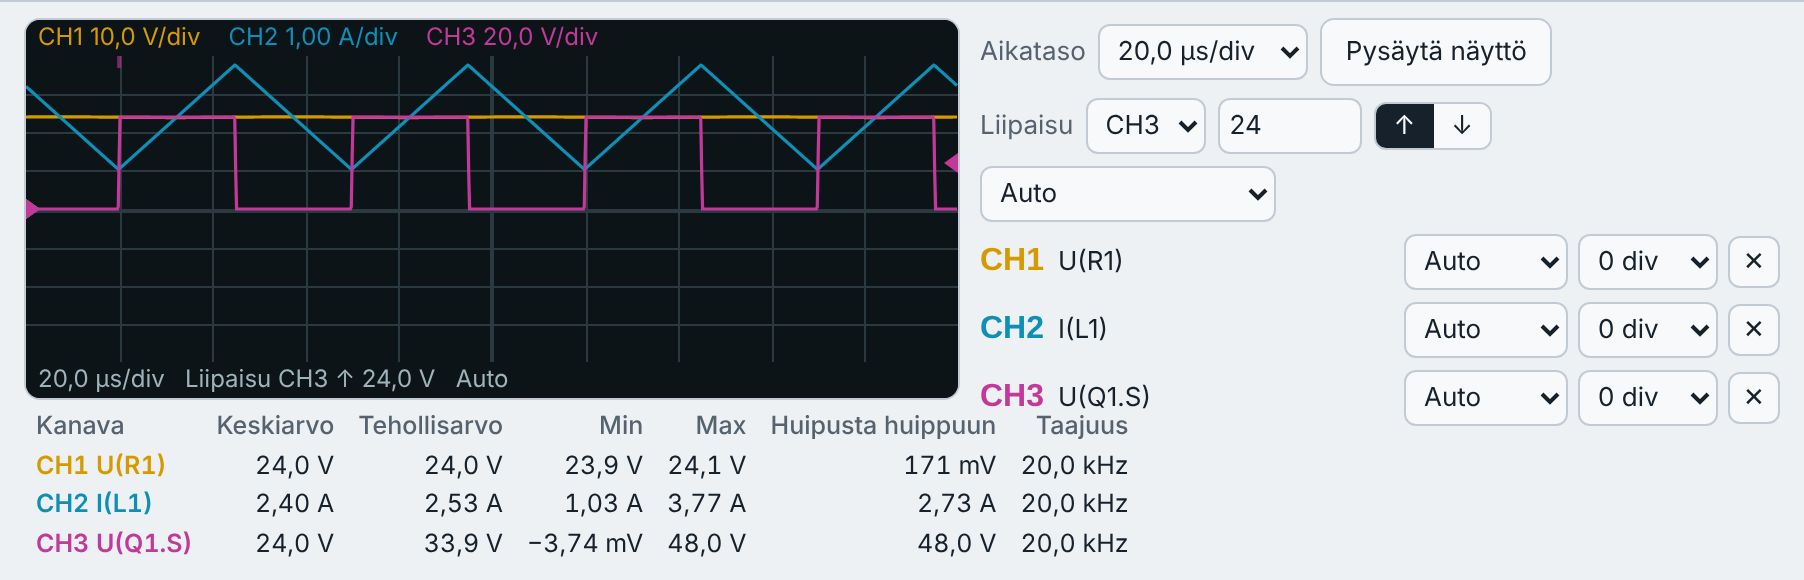 CH1 10,0 V/div CH2 1,00 A/div CH3 20,0 V/div
20,0 µs/div Liipaisu CH3 ↑ 24,0 V Auto
Aikataso 20,0 µs/div Pysäytä näyttö
Liipaisu CH3 24 ↑ ↓
Auto
CH1 U(R1) Auto 0 div ✕
CH2 I(L1) Auto 0 div ✕
CH3 U(Q1.S) Auto 0 div ✕
Kanava Keskiarvo Tehollisarvo Min Max Huipusta huippuun Taajuus
CH1 U(R1) 24,0 V 24,0 V 23,9 V 24,1 V 171 mV 20,0 kHz
CH2 I(L1) 2,40 A 2,53 A 1,03 A 3,77 A 2,73 A 20,0 kHz
CH3 U(Q1.S) 24,0 V 33,9 V −3,74 mV 48,0 V 48,0 V 20,0 kHz